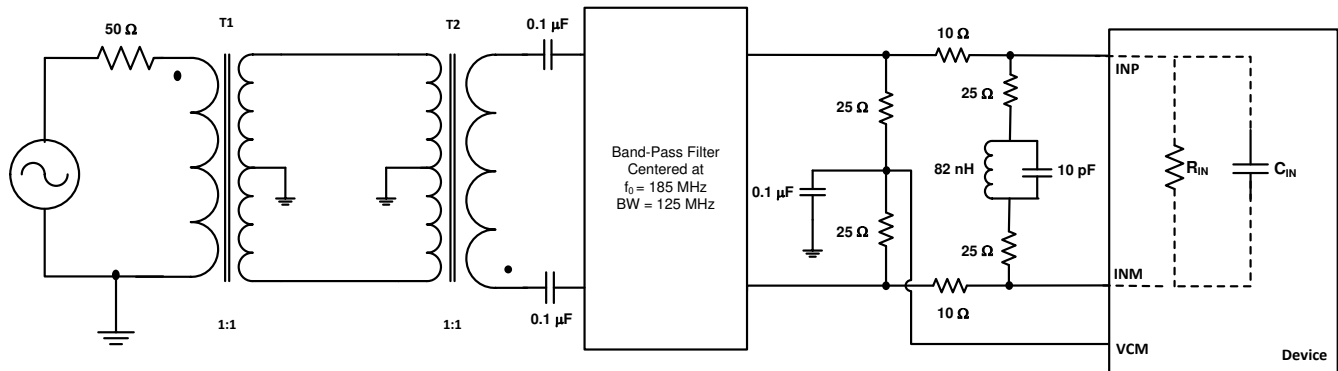 50 Ω
T1
1:1
T2
1:1
0.1 µF
0.1 µF
Band-Pass Filter
Centered at
f₀ = 185 MHz
BW = 125 MHz
0.1 µF
25 Ω
25 Ω
10 Ω
10 Ω
25 Ω
82 nH
10 pF
25 Ω
INP
INM
VCM
R_IN
C_IN
Device